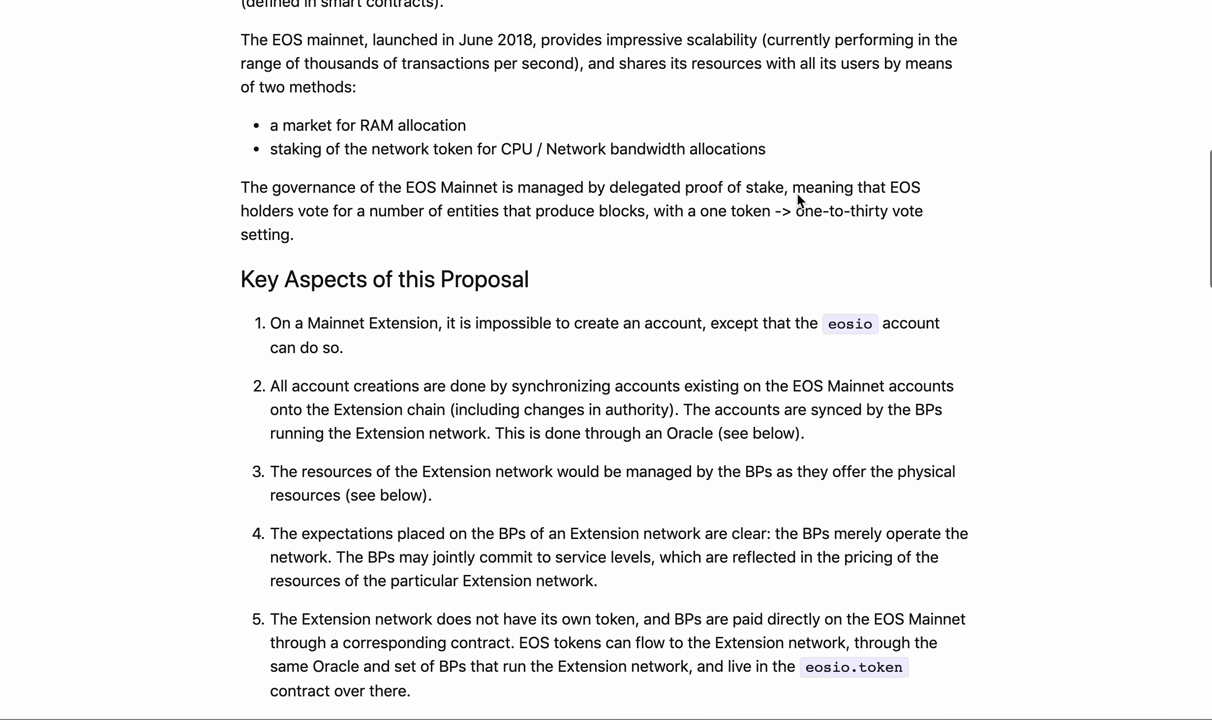 (defined in smart contracts).
The EOS mainnet, launched in June 2018, provides impressive scalability (currently performing in the
range of thousands of transactions per second), and shares its resources with all its users by means
of two methods:
• a market for RAM allocation
• staking of the network token for CPU / Network bandwidth allocations
The governance of the EOS Mainnet is managed by delegated proof of stake, meaning that EOS
holders vote for a number of entities that produce blocks, with a one token -> one-to-thirty vote
setting.
Key Aspects of this Proposal
1. On a Mainnet Extension, it is impossible to create an account, except that the eosio account
can do so.
2. All account creations are done by synchronizing accounts existing on the EOS Mainnet accounts
onto the Extension chain (including changes in authority). The accounts are synced by the BPs
running the Extension network. This is done through an Oracle (see below).
3. The resources of the Extension network would be managed by the BPs as they offer the physical
resources (see below).
4. The expectations placed on the BPs of an Extension network are clear: the BPs merely operate the
network. The BPs may jointly commit to service levels, which are reflected in the pricing of the
resources of the particular Extension network.
5. The Extension network does not have its own token, and BPs are paid directly on the EOS Mainnet
through a corresponding contract. EOS tokens can flow to the Extension network, through the
same Oracle and set of BPs that run the Extension network, and live in the eosio.token
contract over there.